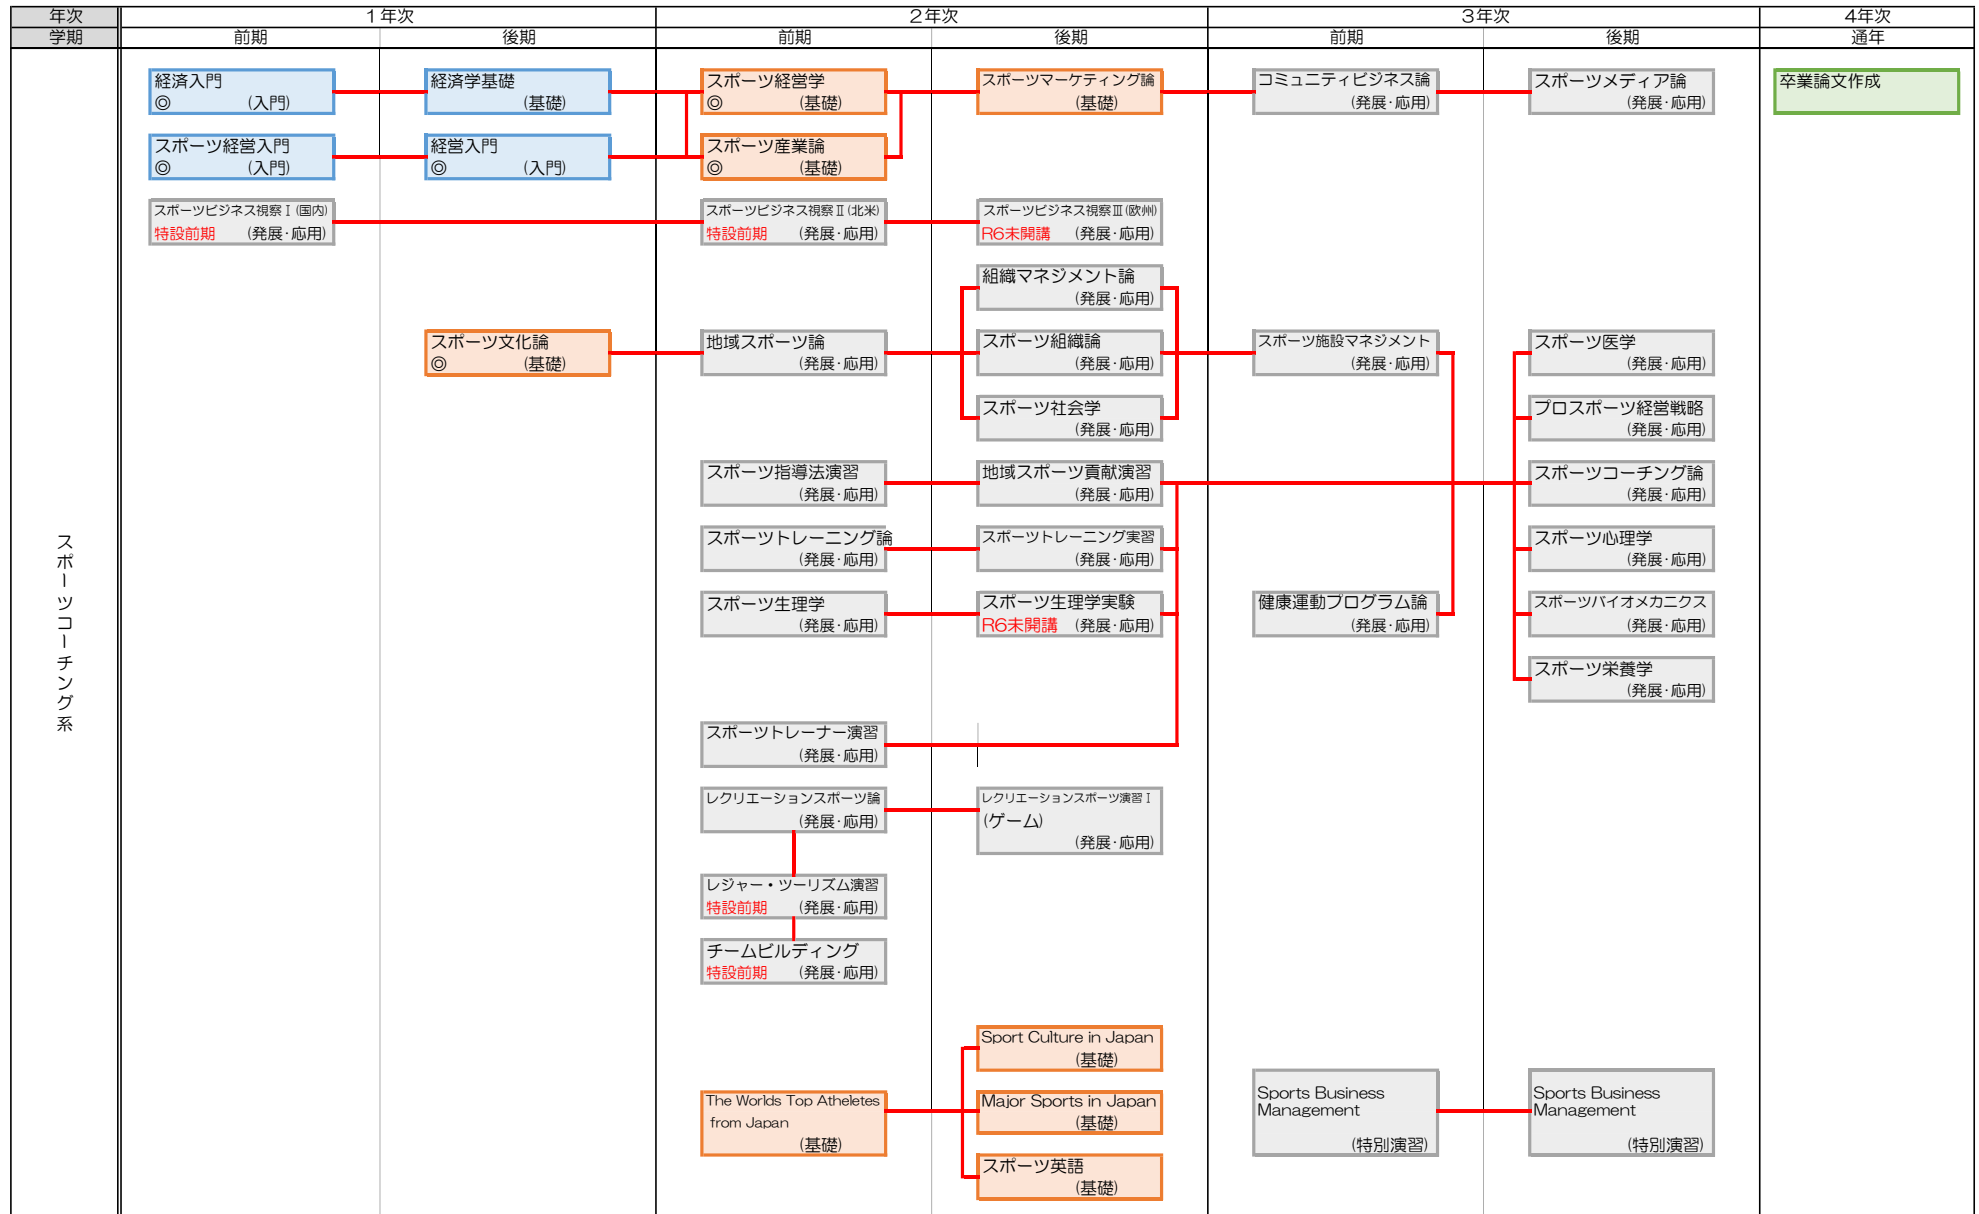 年次 1年次 2年次 3年次 4年次
学期 前期 後期 前期 後期 前期 後期 通年
スポーツコーチング系
経済入門
◎ (入門)
経済学基礎
(基礎)
スポーツ経営学
◎ (基礎)
スポーツマーケティング論
(基礎)
コミュニティビジネス論
(発展・応用)
スポーツメディア論
(発展・応用)
卒業論文作成
スポーツ経営入門
◎ (入門)
経営入門
◎ (入門)
スポーツ産業論
◎ (基礎)
スポーツビジネス視察Ⅰ(国内)
特設前期 (発展・応用)
スポーツビジネス視察Ⅱ(北米)
特設前期 (発展・応用)
スポーツビジネス視察Ⅲ(欧州)
R6未開講 (発展・応用)
組織マネジメント論
(発展・応用)
スポーツ文化論
◎ (基礎)
地域スポーツ論
(発展・応用)
スポーツ組織論
(発展・応用)
スポーツ施設マネジメント
(発展・応用)
スポーツ医学
(発展・応用)
スポーツ社会学
(発展・応用)
プロスポーツ経営戦略
(発展・応用)
スポーツ指導法演習
(発展・応用)
地域スポーツ貢献演習
(発展・応用)
スポーツコーチング論
(発展・応用)
スポーツトレーニング論
(発展・応用)
スポーツトレーニング実習
(発展・応用)
スポーツ心理学
(発展・応用)
スポーツ生理学
(発展・応用)
スポーツ生理学実験
R6未開講 (発展・応用)
健康運動プログラム論
(発展・応用)
スポーツバイオメカニクス
(発展・応用)
スポーツ栄養学
(発展・応用)
スポーツトレーナー演習
(発展・応用)
レクリエーションスポーツ論
(発展・応用)
レクリエーションスポーツ演習Ⅰ
(ゲーム)
(発展・応用)
レジャー・ツーリズム演習
特設前期 (発展・応用)
チームビルディング
特設前期 (発展・応用)
Sport Culture in Japan
(基礎)
The Worlds Top Atheletes
from Japan
(基礎)
Major Sports in Japan
(基礎)
スポーツ英語
(基礎)
Sports Business
Management
(特別演習)
Sports Business
Management
(特別演習)